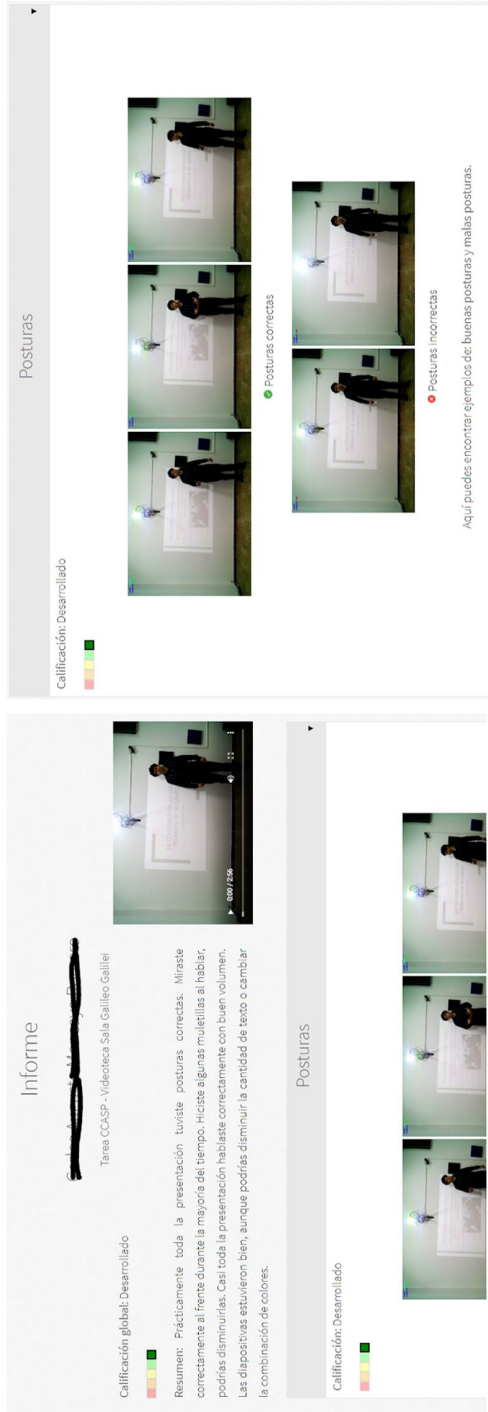 Informe
Tarea CCASP - Videoteca Sala Galileo Galilei
Calificación global: Desarrollado
Resumen: Prácticamente toda la presentación tuviste posturas correctas. Miraste
correctamente al frente durante la mayoría del tiempo. Hiciste algunas muletillas al hablar,
podrías disminuirlas. Casi toda la presentación hablaste correctamente con buen volumen.
Las diapositivas estuvieron bien, aunque podrías disminuir la cantidad de texto o cambiar
la combinación de colores.
0:00 / 2:56
Posturas
Calificación: Desarrollado
Posturas
Calificación: Desarrollado
Posturas correctas
Posturas incorrectas
Aquí puedes encontrar ejemplos de: buenas posturas y malas posturas.